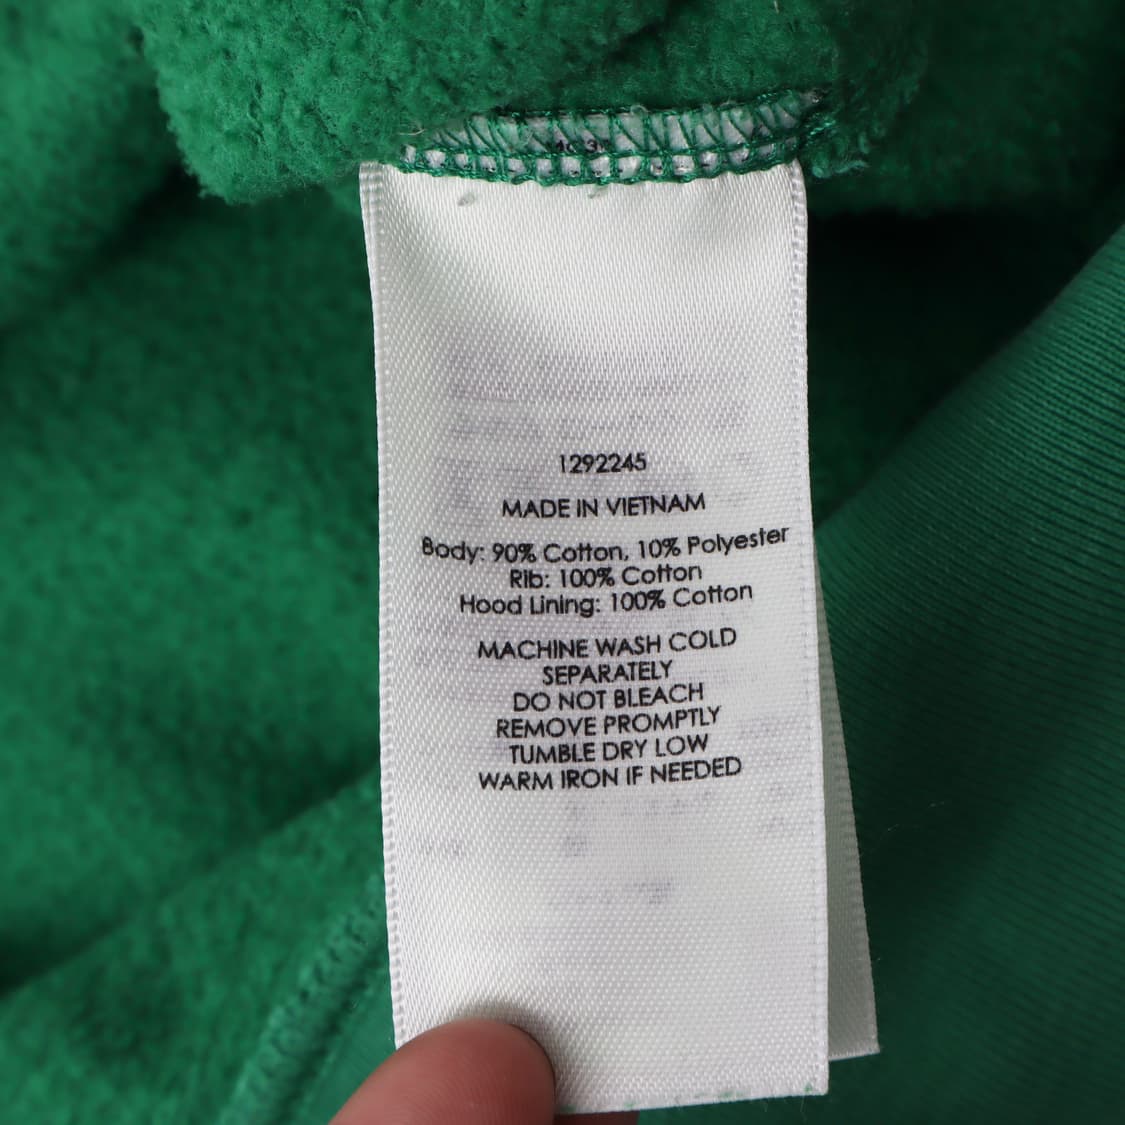 1292245
MADE IN VIETNAM
Body: 90% Cotton, 10% Polyester
Rib: 100% Cotton
Hood Lining: 100% Cotton
MACHINE WASH COLD
SEPARATELY
DO NOT BLEACH
REMOVE PROMPTLY
TUMBLE DRY LOW
WARM IRON IF NEEDED